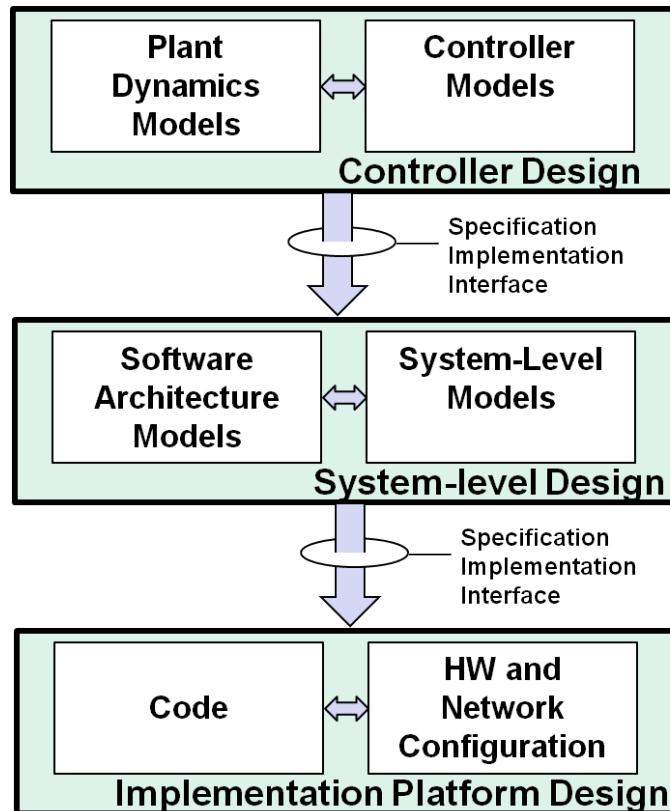 Plant
Dynamics
Models
Controller
Models
Controller Design
Specification
Implementation
Interface
Software
Architecture
Models
System-Level
Models
System-level Design
Specification
Implementation
Interface
Code
HW and
Network
Configuration
Implementation Platform Design